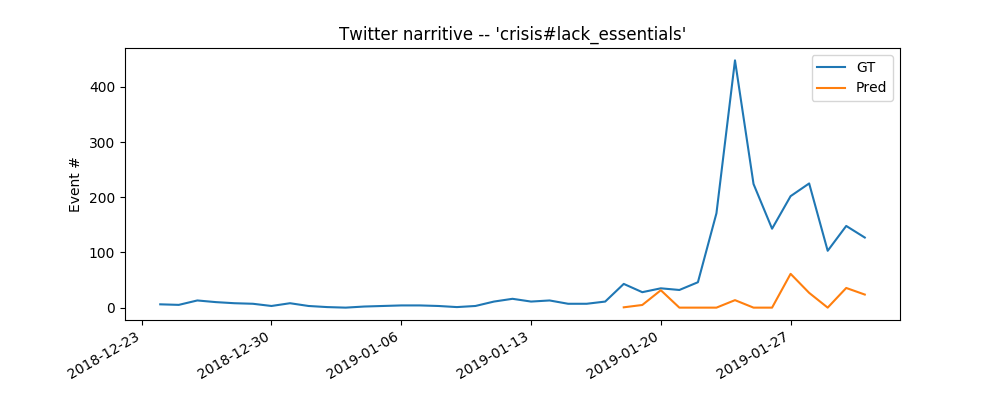 Twitter narritive -- 'crisis#lack_essentials'
GT
Pred
Event #
400
300
200
100
0
2018-12-23
2018-12-30
2019-01-06
2019-01-13
2019-01-20
2019-01-27